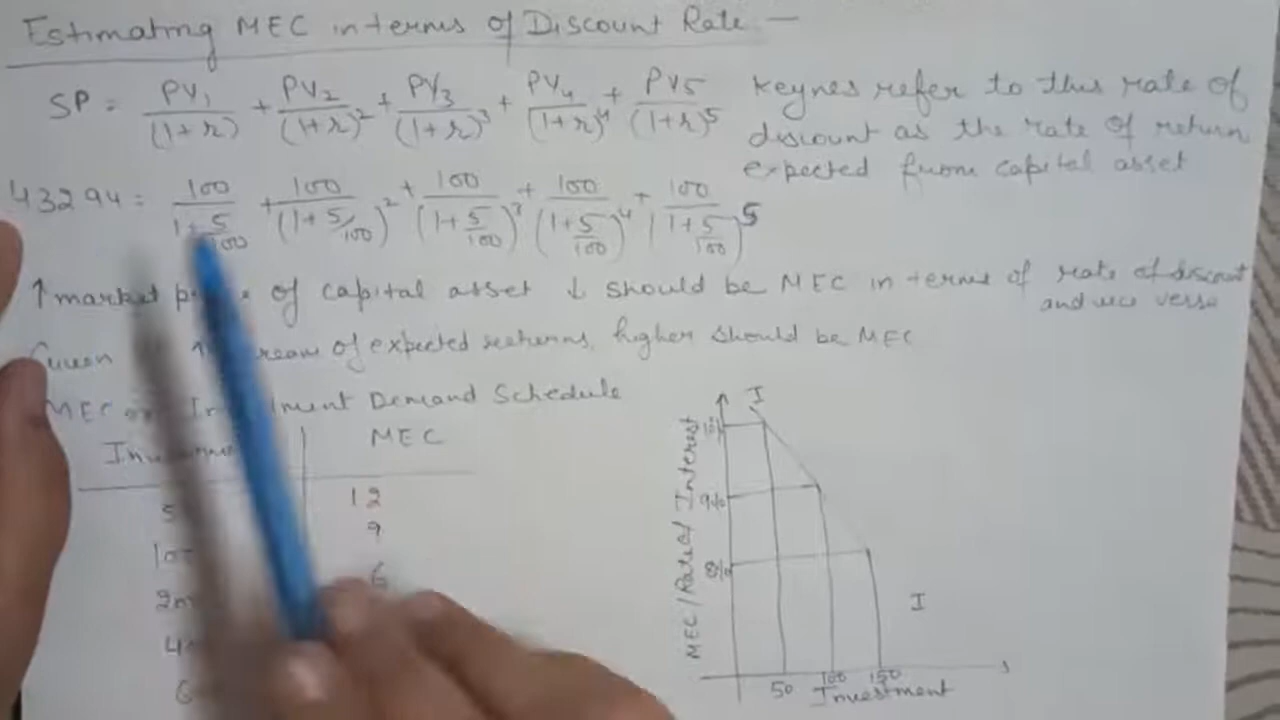 Estimating MEC in terms of Discount Rate –
SP = PV1/(1+r) + PV2/(1+r)^2 + PV3/(1+r)^3 + PV4/(1+r)^4 + PV5/(1+r)^5
Keynes refer to this rate of
discount as the rate of return
expected from capital asset
43294 = 100/(1+5/100) + 100/(1+5/100)^2 + 100/(1+5/100)^3 + 100/(1+5/100)^4 + 100/(1+5/100)^5
↑ market of capital asset ↓ should be MEC in terms of rate of discount
and vice versa
Given of expected returns, higher should be MEC
MEC Demand Schedule
MEC
12
9
6
I
MEC/Rate of Interest
9%
8%
I
50 100 150
Investment